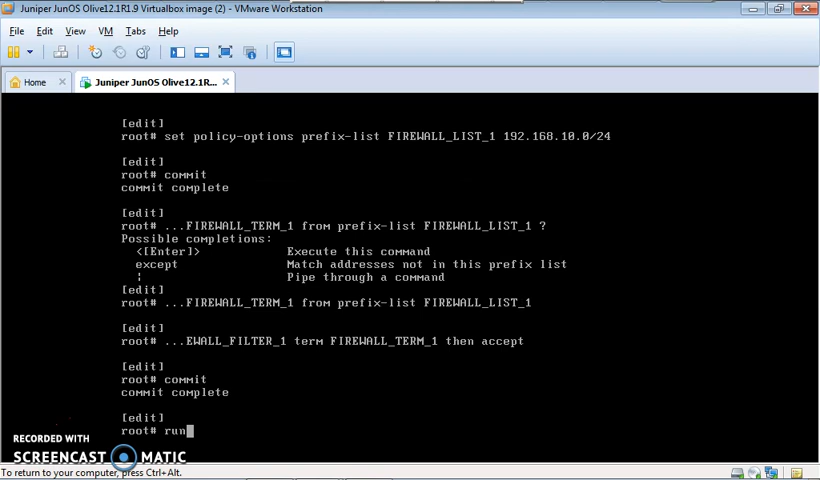 Juniper JunOS Olive12.1R1.9 Virtualbox image (2) - VMware Workstation
File Edit View VM Tabs Help
Home Juniper JunOS Olive12.1R...
[edit]
root# set policy-options prefix-list FIREWALL_LIST_1 192.168.10.0/24
[edit]
root# commit
commit complete
[edit]
root# ...FIREWALL_TERM_1 from prefix-list FIREWALL_LIST_1 ?
Possible completions:
<[Enter]> Execute this command
except Match addresses not in this prefix list
| Pipe through a command
[edit]
root# ...FIREWALL_TERM_1 from prefix-list FIREWALL_LIST_1
[edit]
root# ...EWALL_FILTER_1 term FIREWALL_TERM_1 then accept
[edit]
root# commit
commit complete
[edit]
root# run
RECORDED WITH
SCREENCAST MATIC
To return to your computer, press Ctrl+Alt.